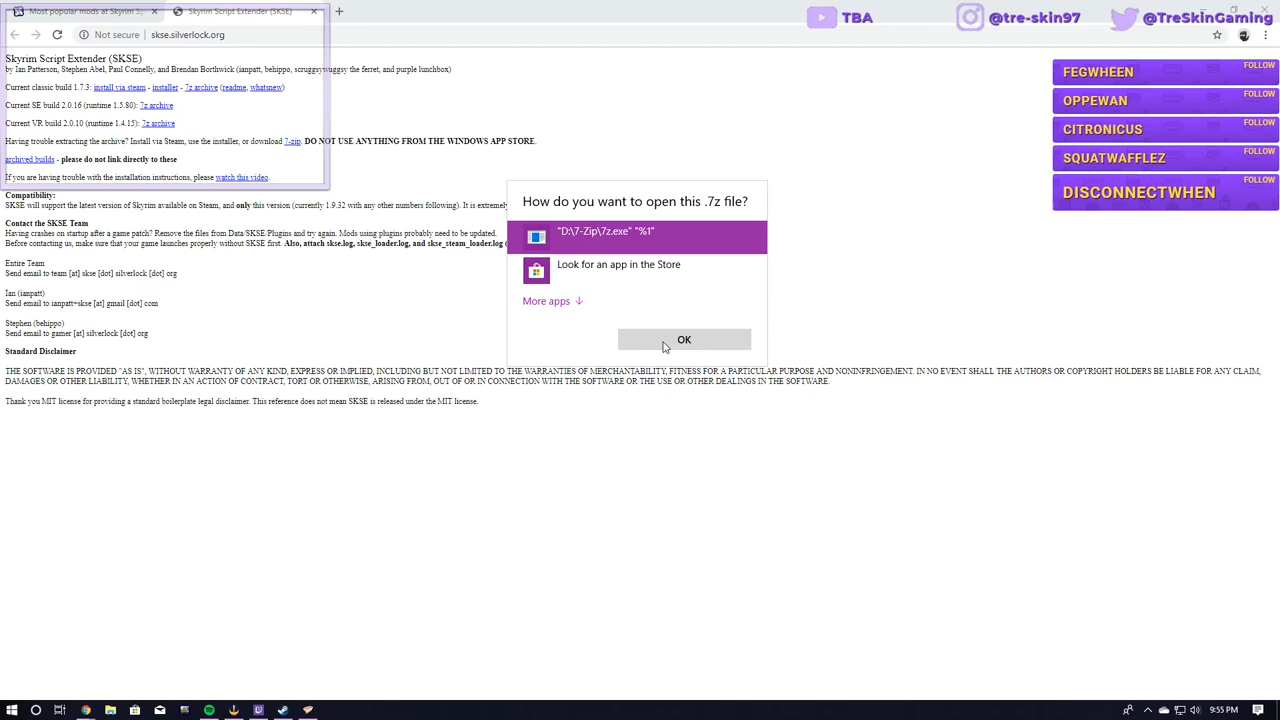 Most popular mods at Skyrim S
Skyrim Script Extender (SKSE)
Not secure
skse.silverlock.org
TBA
@tre-skin97
@TreSkinGaming
Skyrim Script Extender (SKSE)
by Ian Patterson, Stephen Abel, Paul Connelly, and Brendan Borthwick (ianpatt, behippo, scruggsywuggsy the ferret, and purple lunchbox)
Current classic build 1.7.3: install via steam - installer - 7z archive (readme, whatsnew)
Current SE build 2.0.16 (runtime 1.5.80): 7z archive
Current VR build 2.0.10 (runtime 1.4.15): 7z archive
Having trouble extracting the archive? Install via Steam, use the installer, or download 7-zip. DO NOT USE ANYTHING FROM THE WINDOWS APP STORE.
archived builds - please do not link directly to these
If you are having trouble with the installation instructions, please watch this video.
Compatibility:
SKSE will support the latest version of Skyrim available on Steam, and only this version (currently 1.9.32 with any other numbers following). It is extremely
Contact the SKSE Team
Having crashes on startup after a game patch? Remove the files from Data/SKSE/Plugins and try again. Mods using plugins probably need to be updated.
Before contacting us, make sure that your game launches properly without SKSE first. Also, attach skse.log, skse_loader.log, and skse_steam_loader.log (
Entire Team
Send email to team [at] skse [dot] silverlock [dot] org
Ian (ianpatt)
Send email to ianpatt+skse [at] gmail [dot] com
Stephen (behippo)
Send email to gamer [at] silverlock [dot] org
Standard Disclaimer
THE SOFTWARE IS PROVIDED "AS IS", WITHOUT WARRANTY OF ANY KIND, EXPRESS OR IMPLIED, INCLUDING BUT NOT LIMITED TO THE WARRANTIES OF MERCHANTABILITY, FITNESS FOR A PARTICULAR PURPOSE AND NONINFRINGEMENT. IN NO EVENT SHALL THE AUTHORS OR COPYRIGHT HOLDERS BE LIABLE FOR ANY CLAIM,
DAMAGES OR OTHER LIABILITY, WHETHER IN AN ACTION OF CONTRACT, TORT OR OTHERWISE, ARISING FROM, OUT OF OR IN CONNECTION WITH THE SOFTWARE OR THE USE OR OTHER DEALINGS IN THE SOFTWARE.
Thank you MIT license for providing a standard boilerplate legal disclaimer. This reference does not mean SKSE is released under the MIT license.
How do you want to open this .7z file?
"D:\7-Zip\7z.exe" "%1"
Look for an app in the Store
More apps
OK
FEGWHEEN FOLLOW
OPPEWAN FOLLOW
CITRONICUS FOLLOW
SQUATWAFFLEZ FOLLOW
DISCONNECTWHEN FOLLOW
9:55 PM